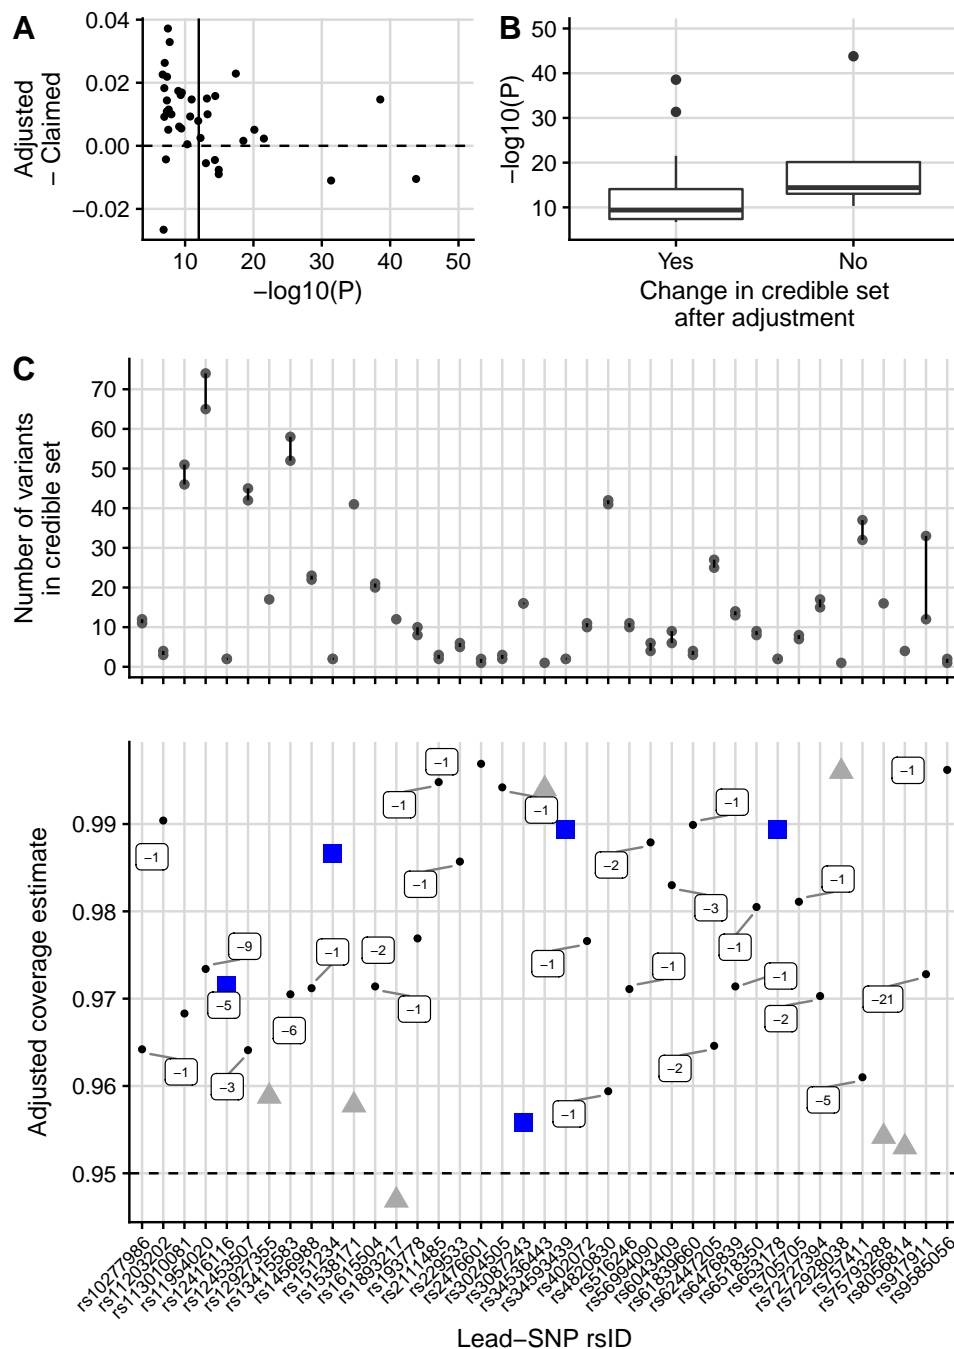 A
Adjusted
− Claimed
0.04
0.02
0.00
−0.02
10
20
30
40
50
−log10(P)
B
−log10(P)
50
40
30
20
10
Yes
No
Change in credible set
after adjustment
C
Number of variants
in credible set
70
60
50
40
30
20
10
0
Adjusted coverage estimate
0.99
0.98
0.97
0.96
0.95
−1
−1
−1
−1
−1
−1
−2
−1
−1
−3
−9
−1
−2
−1
−1
−1
−1
−5
−1
−21
−6
−2
−1
−3
−1
−2
−5
−1
rs10277986
rs11203202
rs113010081
rs11954020
rs12416116
rs12453507
rs12927355
rs13415583
rs1456988
rs151234
rs1538171
rs1615504
rs1893217
rs193778
rs2111485
rs229533
rs2476601
rs3024505
rs3087243
rs34536443
rs34593439
rs402072
rs4820830
rs516246
rs56994090
rs6043409
rs61839660
rs62447205
rs6476839
rs6518350
rs653178
rs705705
rs72727394
rs72928038
rs757411
rs75793288
rs8056814
rs917911
rs9585056
Lead−SNP rsID